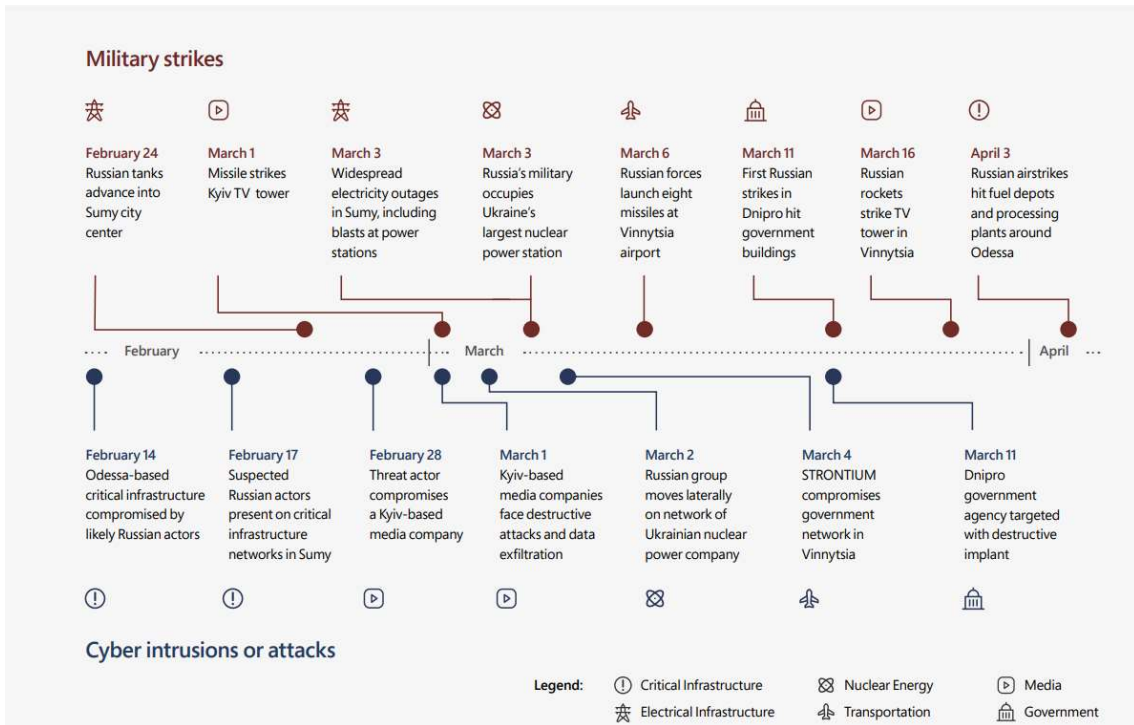 Military strikes
February 24
Russian tanks
advance into
Sumy city
center
March 1
Missile strikes
Kyiv TV tower
March 3
Widespread
electricity outages
in Sumy, including
blasts at power
stations
March 3
Russia's military
occupies
Ukraine's
largest nuclear
power station
March 6
Russian forces
launch eight
missiles at
Vinnytsia
airport
March 11
First Russian
strikes in
Dnipro hit
government
buildings
March 16
Russian
rockets
strike TV
tower in
Vinnytsia
April 3
Russian airstrikes
hit fuel depots
and processing
plants around
Odessa
February
March
April
February 14
Odessa-based
critical infrastructure
compromised by
likely Russian actors
February 17
Suspected
Russian actors
present on critical
infrastructure
networks in Sumy
February 28
Threat actor
compromises
a Kyiv-based
media company
March 1
Kyiv-based
media companies
face destructive
attacks and data
exfiltration
March 2
Russian group
moves laterally
on network of
Ukrainian nuclear
power company
March 4
STRONTIUM
compromises
government
network in
Vinnytsia
March 11
Dnipro
government
agency targeted
with destructive
implant
Cyber intrusions or attacks
Legend:
Critical Infrastructure
Nuclear Energy
Media
Electrical Infrastructure
Transportation
Government